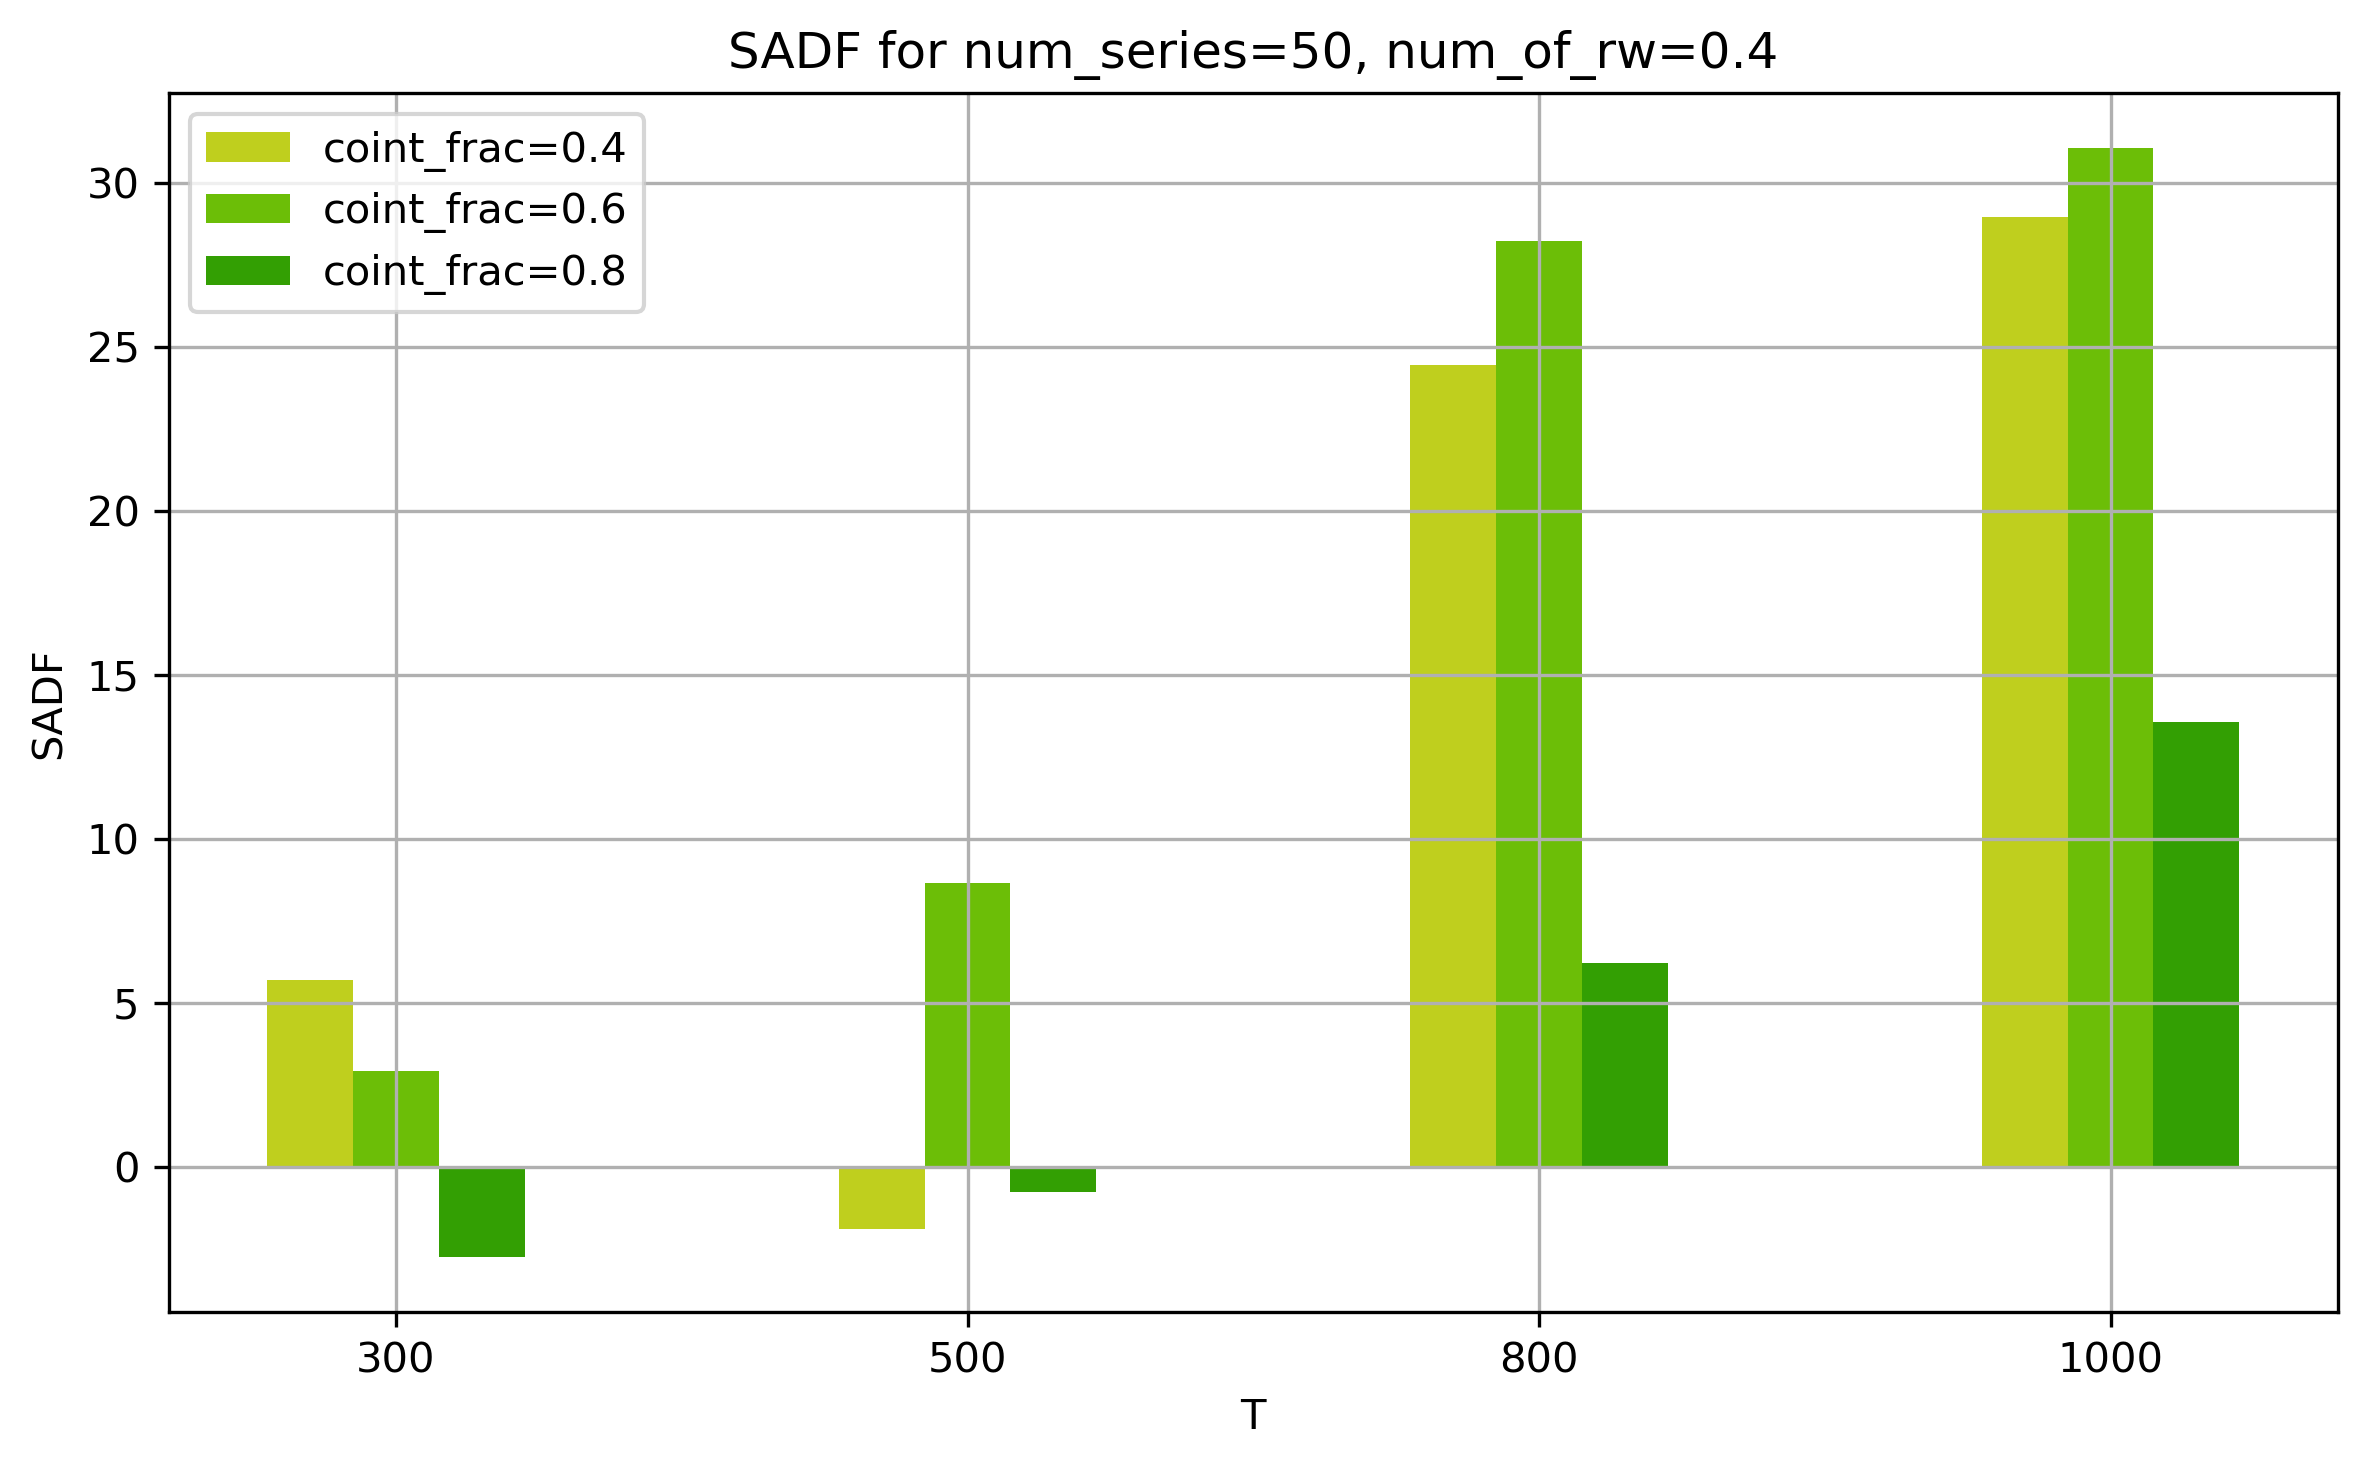 SADF for num_series=50, num_of_rw=0.4
coint_frac=0.4
coint_frac=0.6
coint_frac=0.8
30
25
20
15
10
5
0
SADF
300 500 800 1000
T